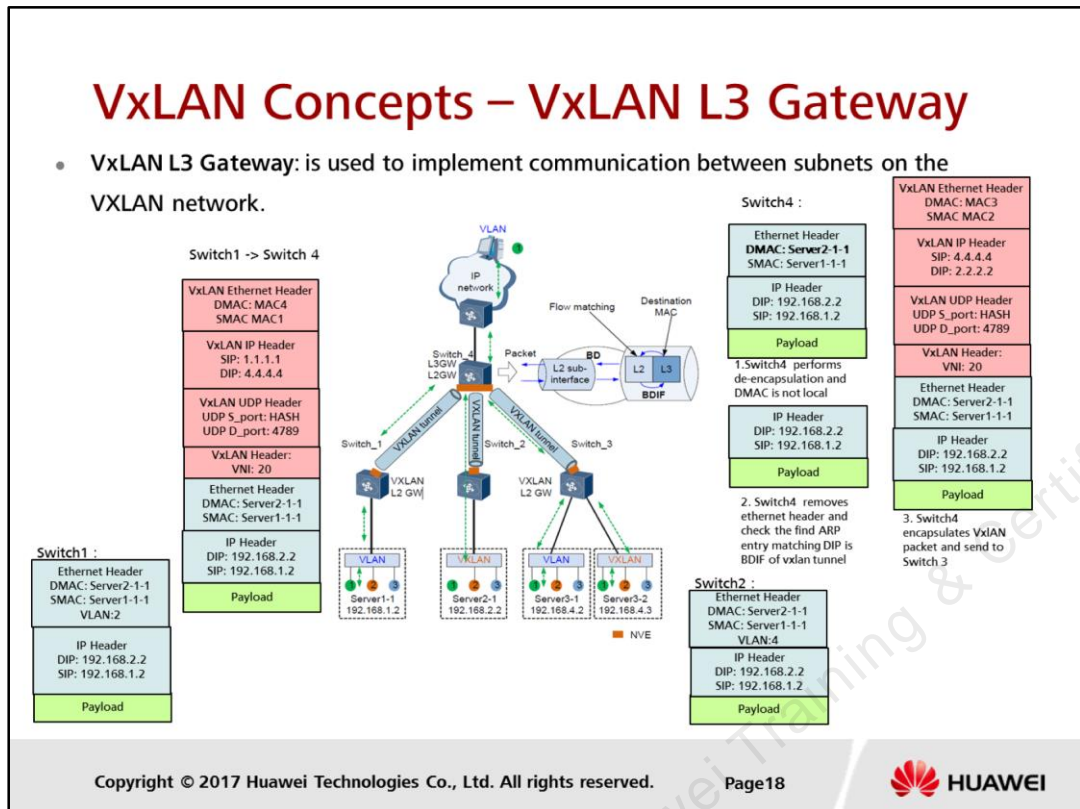 VxLAN Concepts – VxLAN L3 Gateway
• VxLAN L3 Gateway: is used to implement communication between subnets on the
VXLAN network.
Switch1 -> Switch 4
VxLAN Ethernet Header
DMAC: MAC4
SMAC MAC1
VxLAN IP Header
SIP: 1.1.1.1
DIP: 4.4.4.4
VxLAN UDP Header
UDP S_port: HASH
UDP D_port: 4789
VxLAN Header:
VNI: 20
Ethernet Header
DMAC: Server2-1-1
SMAC: Server1-1-1
IP Header
DIP: 192.168.2.2
SIP: 192.168.1.2
Payload
Switch1 :
Ethernet Header
DMAC: Server2-1-1
SMAC: Server1-1-1
VLAN:2
IP Header
DIP: 192.168.2.2
SIP: 192.168.1.2
Payload
VLAN
1
IP
network
Switch_4
L3GW
L2GW
Packet
Flow matching
Destination
MAC
BD
L2 sub-
interface
L2
L3
BDIF
VXLAN tunnel
VXLAN tunnel
VXLAN tunnel
Switch_1
Switch_2
Switch_3
VXLAN
L2 GW
VXLAN
L2 GW
VLAN
VXLAN
VLAN
VXLAN
1 2 3
1 2 3
1 2 3
1 2 3
Server1-1
192.168.1.2
Server2-1
192.168.2.2
Server3-1
192.168.4.2
Server3-2
192.168.4.3
NVE
Switch4 :
Ethernet Header
DMAC: Server2-1-1
SMAC: Server1-1-1
IP Header
DIP: 192.168.2.2
SIP: 192.168.1.2
Payload
1.Switch4 performs
de-encapsulation and
DMAC is not local
IP Header
DIP: 192.168.2.2
SIP: 192.168.1.2
Payload
2. Switch4 removes
ethernet header and
check the find ARP
entry matching DIP is
BDIF of vxlan tunnel
VxLAN Ethernet Header
DMAC: MAC3
SMAC MAC2
VxLAN IP Header
SIP: 4.4.4.4
DIP: 2.2.2.2
VxLAN UDP Header
UDP S_port: HASH
UDP D_port: 4789
VxLAN Header:
VNI: 20
Ethernet Header
DMAC: Server2-1-1
SMAC: Server1-1-1
IP Header
DIP: 192.168.2.2
SIP: 192.168.1.2
Payload
3. Switch4
encapsulates VxlAN
packet and send to
Switch 3
Switch2 :
Ethernet Header
DMAC: Server2-1-1
SMAC: Server1-1-1
VLAN:4
IP Header
DIP: 192.168.2.2
SIP: 192.168.1.2
Payload
Training &
Copyright © 2017 Huawei Technologies Co., Ltd. All rights reserved.
Page18
HUAWEI